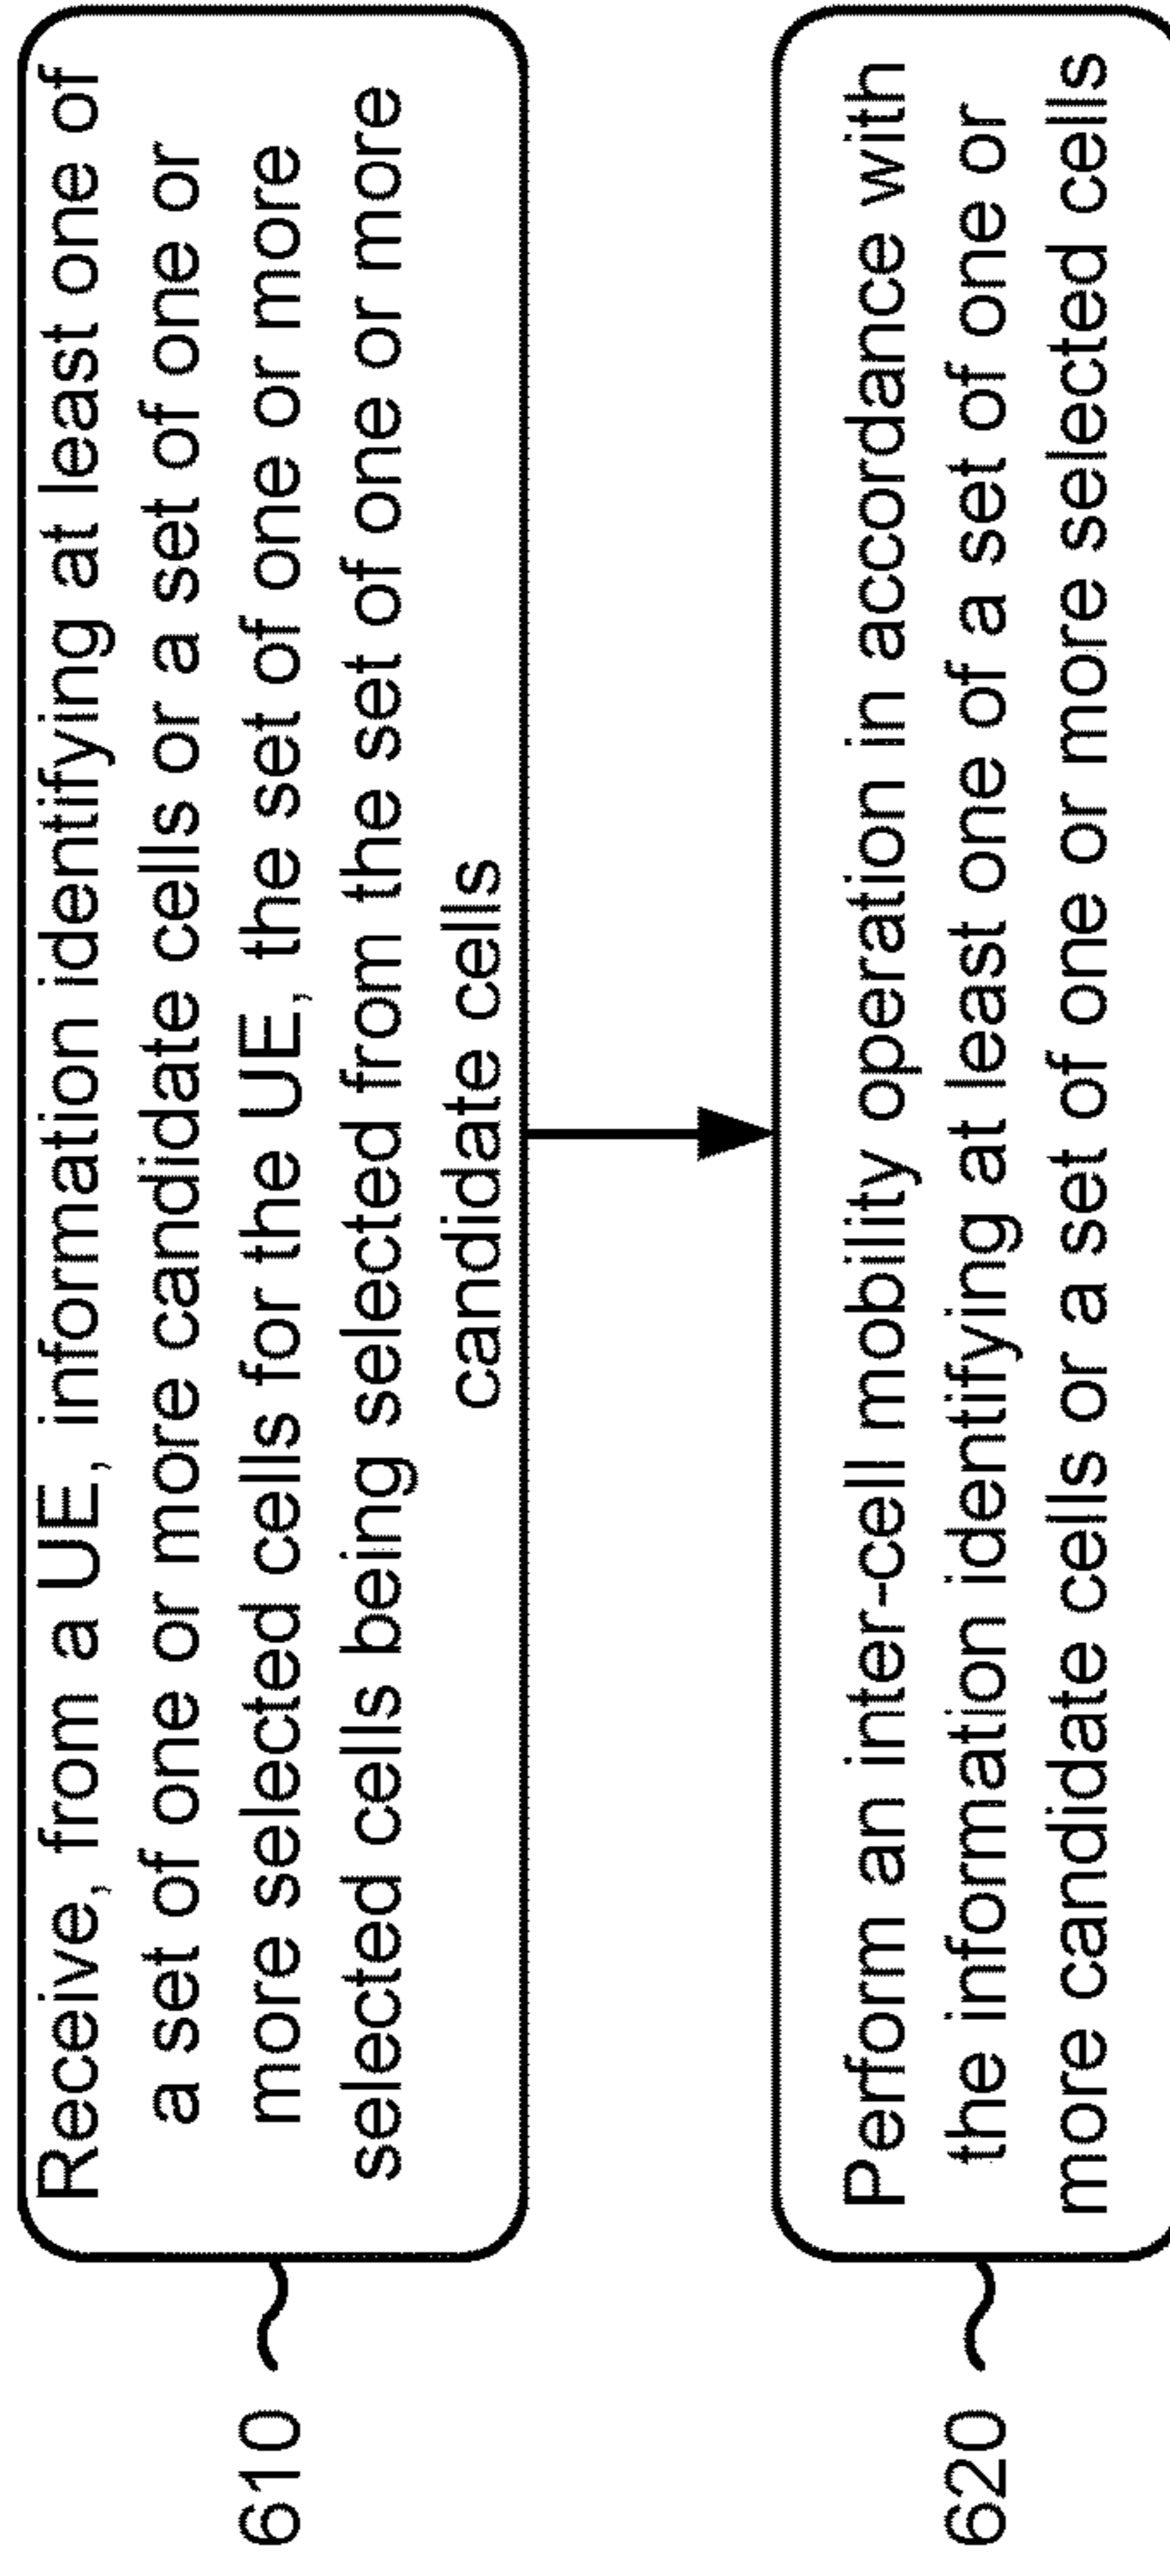 Receive, from a UE, information identifying at least one of
a set of one or more candidate cells or a set of one or
more selected cells for the UE, the set of one or more
selected cells being selected from the set of one or more
candidate cells
610
Perform an inter-cell mobility operation in accordance with
the information identifying at least one of a set of one or
more candidate cells or a set of one or more selected cells
620